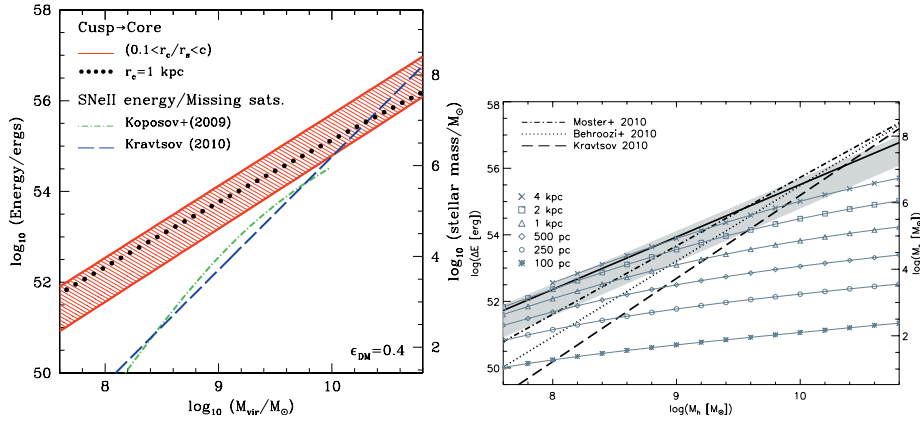 58
56
54
52
50
log₁₀ (Energy/ergs)
Cusp→Core
(0.1<r_c/r_s<c)
r_c=1 kpc
SNeII energy/Missing sats.
Koposov+(2009)
Kravtsov (2010)
ϵ_DM=0.4
8
9
10
log₁₀ (M_vir/M_⊙)
8
6
4
2
log₁₀ (stellar mass/M_⊙)
58
56
54
52
50
log(ΔE [erg]
Moster+ 2010
Behroozi+ 2010
Kravtsov 2010
4 kpc
2 kpc
1 kpc
500 pc
250 pc
100 pc
8
9
10
log(M_h [M_⊙])
8
6
4
2